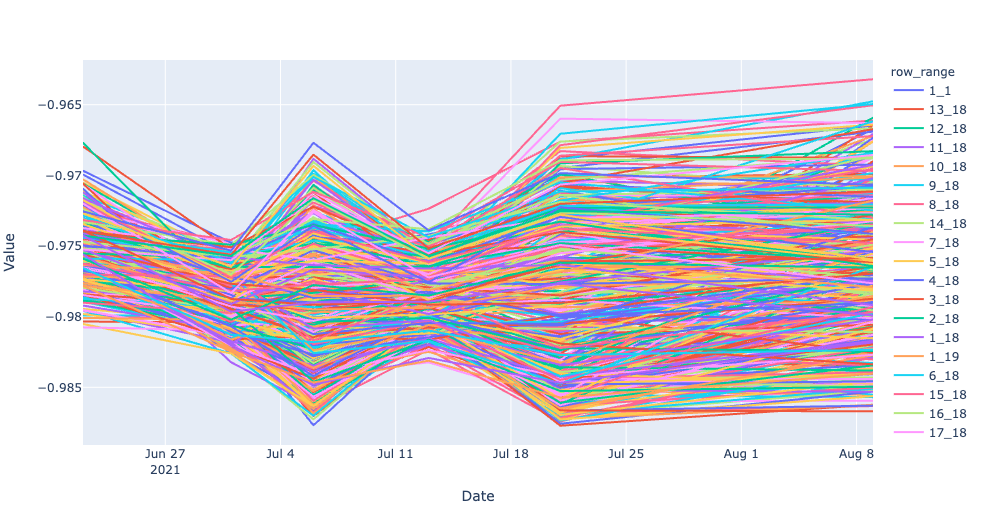 row_range
1_1
13_18
12_18
11_18
10_18
9_18
8_18
14_18
7_18
5_18
4_18
3_18
2_18
1_18
1_19
6_18
15_18
16_18
17_18
Value
−0.965
−0.97
−0.975
−0.98
−0.985
Jun 27
2021
Jul 4
Jul 11
Jul 18
Jul 25
Aug 1
Aug 8
Date